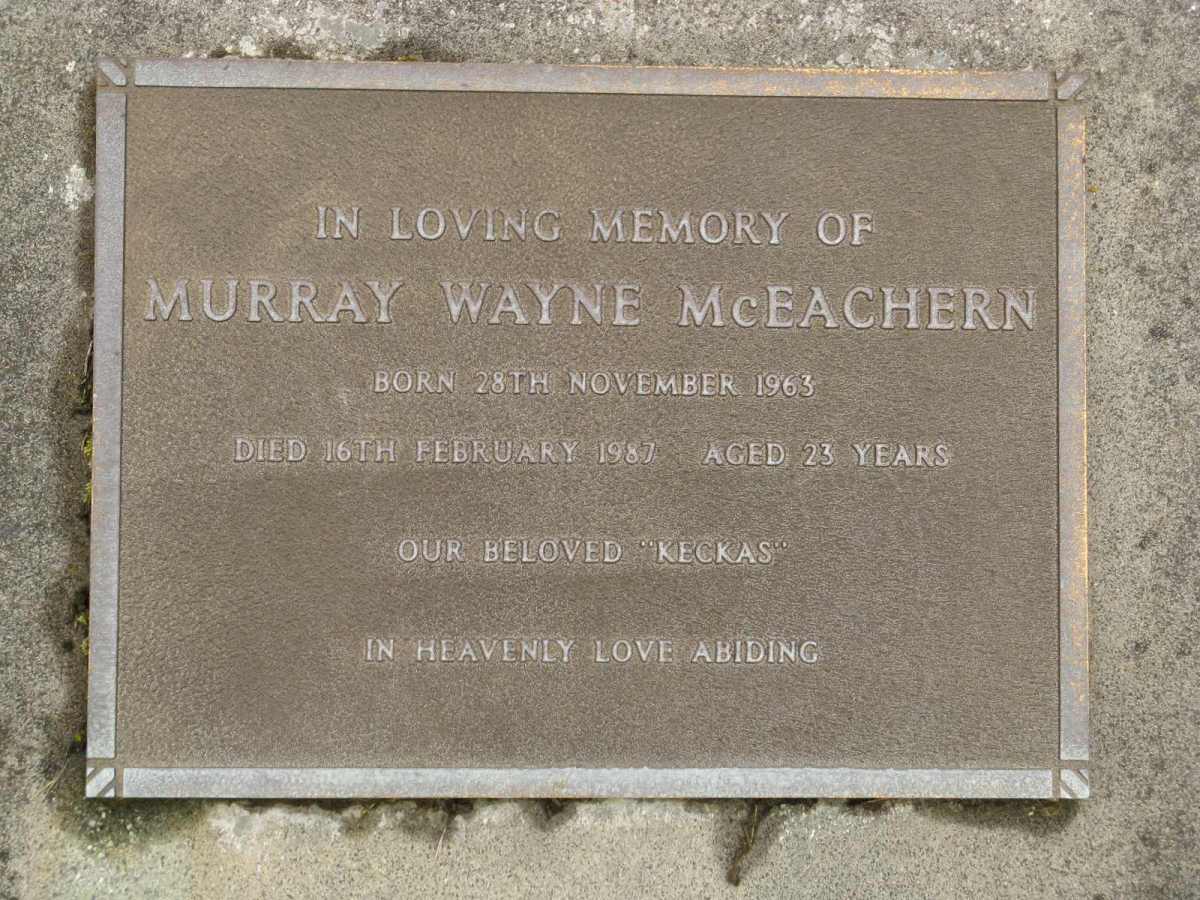 IN LOVING MEMORY OF
MURRAY WAYNE McEACHERN
BORN 28TH NOVEMBER 1963
DIED 16TH FEBRUARY 1987 AGED 23 YEARS
OUR BELOVED "KECKAS"
IN HEAVENLY LOVE ABIDING